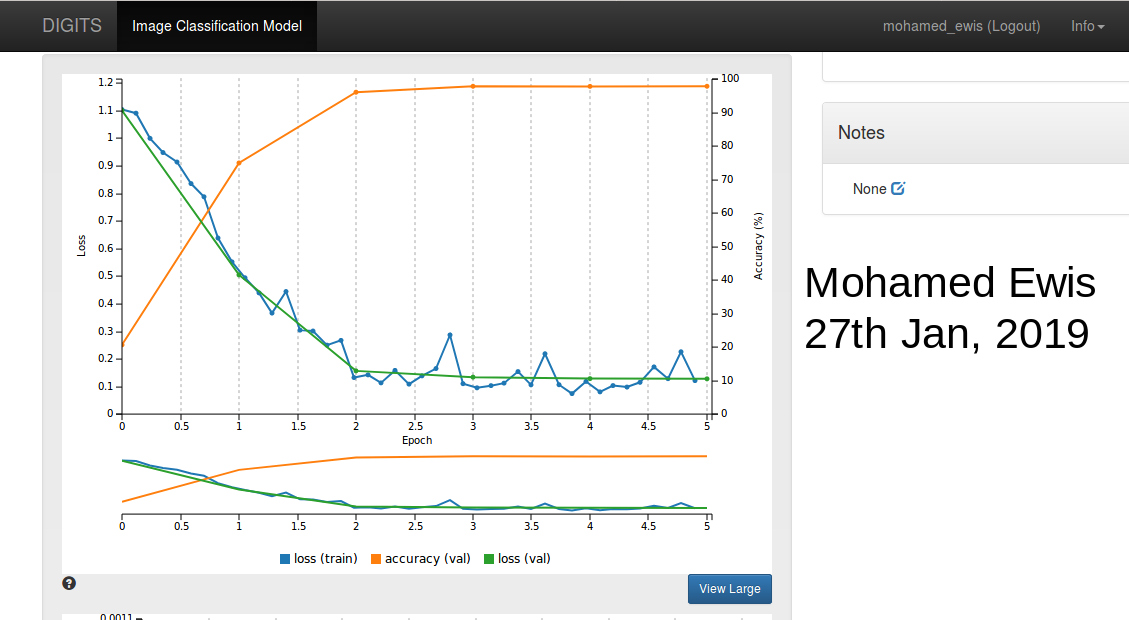 DIGITS Image Classification Model mohamed_ewis (Logout) Info
1.2 100
1.1 90
1 80
0.9 70
0.8 60
0.7 50
0.6 40
0.5 30
0.4 20
0.3 10
0.2 0
0.1
0
Loss
Accuracy (%)
0 0.5 1 1.5 2 2.5 3 3.5 4 4.5 5
Epoch
0 0.5 1 1.5 2 2.5 3 3.5 4 4.5 5
loss (train) accuracy (val) loss (val)
?
View Large
0.0011
Notes
None
Mohamed Ewis
27th Jan, 2019